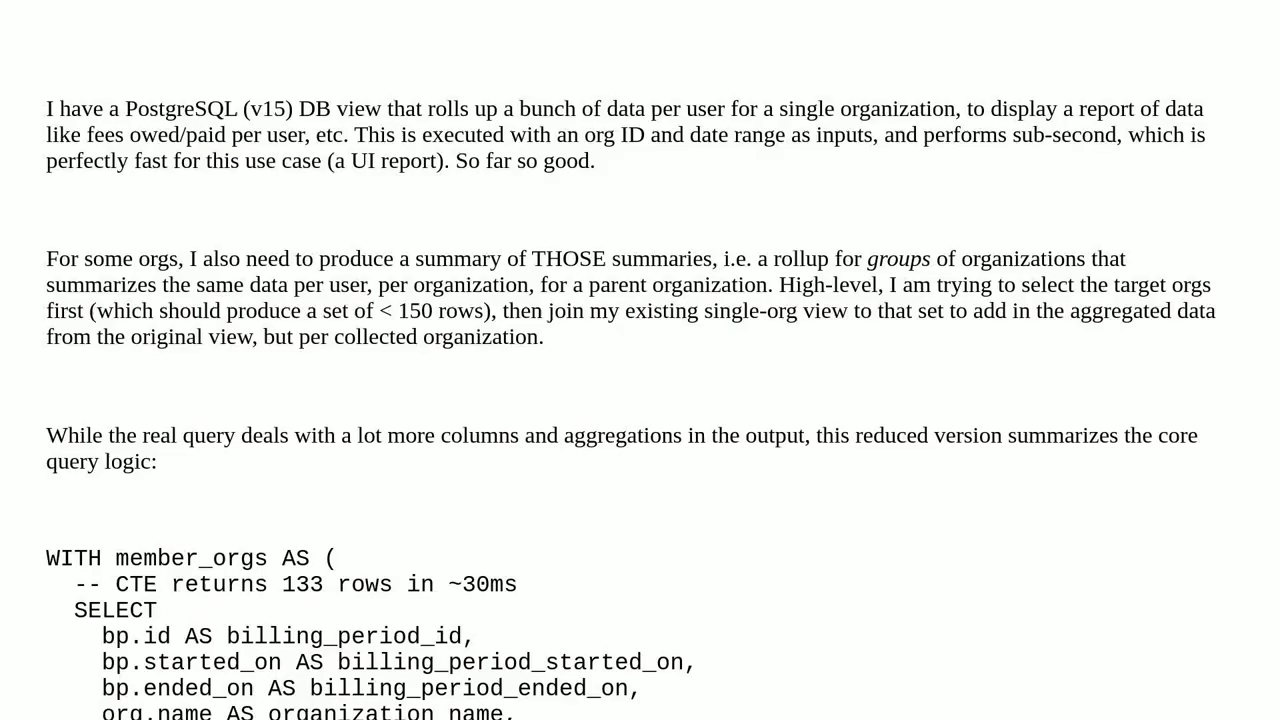 I have a PostgreSQL (v15) DB view that rolls up a bunch of data per user for a single organization, to display a report of data
like fees owed/paid per user, etc. This is executed with an org ID and date range as inputs, and performs sub-second, which is
perfectly fast for this use case (a UI report). So far so good.
For some orgs, I also need to produce a summary of THOSE summaries, i.e. a rollup for groups of organizations that
summarizes the same data per user, per organization, for a parent organization. High-level, I am trying to select the target orgs
first (which should produce a set of < 150 rows), then join my existing single-org view to that set to add in the aggregated data
from the original view, but per collected organization.
While the real query deals with a lot more columns and aggregations in the output, this reduced version summarizes the core
query logic:
WITH member_orgs AS (
  -- CTE returns 133 rows in ~30ms
  SELECT
    bp.id AS billing_period_id,
    bp.started_on AS billing_period_started_on,
    bp.ended_on AS billing_period_ended_on,
    org.name AS organization_name,